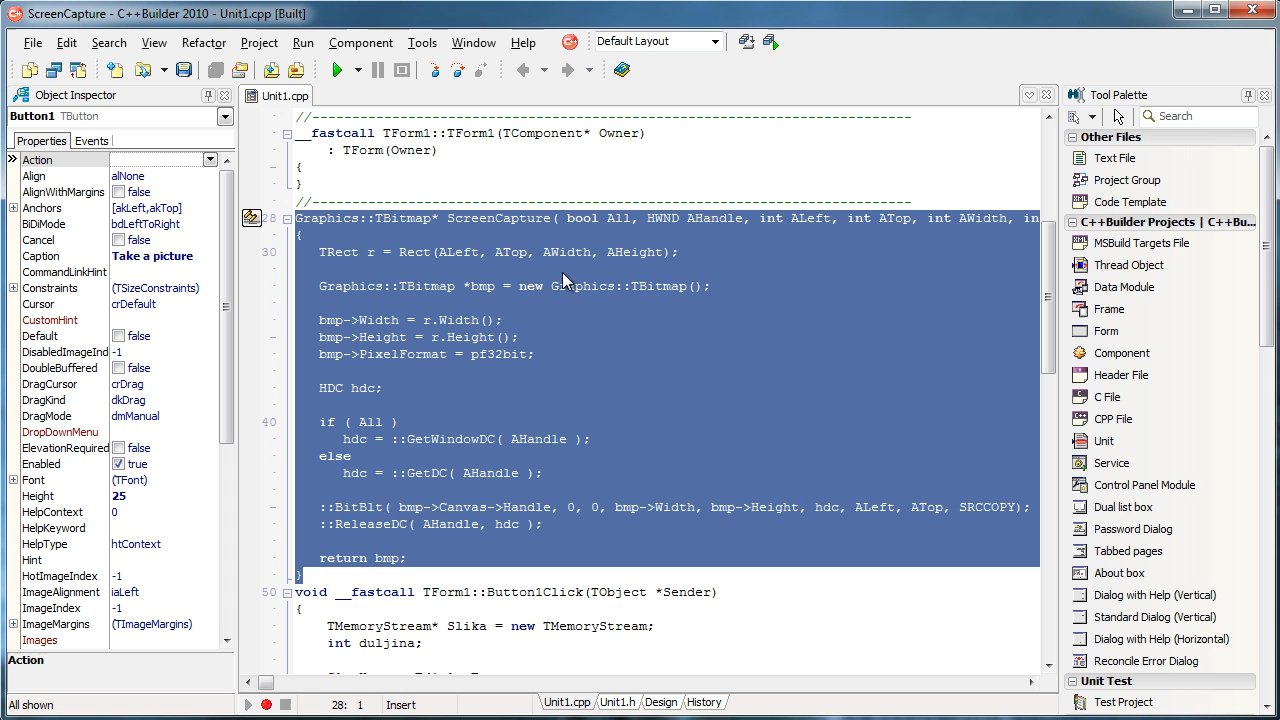 ScreenCapture - C++Builder 2010 - Unit1.cpp [Built]
File Edit Search View Refactor Project Run Component Tools Window Help Default Layout
Object Inspector
Button1 TButton
Properties Events
Action
Align alNone
AlignWithMargins false
Anchors [akLeft,akTop]
BiDiMode bdLeftToRight
Cancel false
Caption Take a picture
CommandLinkHint
Constraints (TSizeConstraints)
Cursor crDefault
CustomHint
Default false
DisabledImageInd -1
DoubleBuffered false
DragCursor crDrag
DragKind dkDrag
DragMode dmManual
DropDownMenu
ElevationRequired false
Enabled true
Font (TFont)
Height 25
HelpContext 0
HelpKeyword
HelpType htContext
Hint
HotImageIndex -1
ImageAlignment iaLeft
ImageIndex -1
ImageMargins (TImageMargins)
Images
Action
All shown
Unit1.cpp
//---------------------------------------------------------------------------
__fastcall TForm1::TForm1(TComponent* Owner)
: TForm(Owner)
{
}
//---------------------------------------------------------------------------
28 Graphics::TBitmap* ScreenCapture( bool All, HWND AHandle, int ALeft, int ATop, int AWidth, in
{
30 TRect r = Rect(ALeft, ATop, AWidth, AHeight);
Graphics::TBitmap *bmp = new Graphics::TBitmap();
bmp->Width = r.Width();
bmp->Height = r.Height();
bmp->PixelFormat = pf32bit;
HDC hdc;
40 if ( All )
hdc = ::GetWindowDC( AHandle );
else
hdc = ::GetDC( AHandle );
::BitBlt( bmp->Canvas->Handle, 0, 0, bmp->Width, bmp->Height, hdc, ALeft, ATop, SRCCOPY);
::ReleaseDC( AHandle, hdc );
return bmp;
}
50 void __fastcall TForm1::Button1Click(TObject *Sender)
{
TMemoryStream* Slika = new TMemoryStream;
int duljina;
28: 1 Insert
Unit1.cpp Unit1.h Design History
Tool Palette
Search
Other Files
Text File
Project Group
Code Template
C++Builder Projects | C++Bu...
MSBuild Targets File
Thread Object
Data Module
Frame
Form
Component
Header File
C File
CPP File
Unit
Service
Control Panel Module
Dual list box
Password Dialog
Tabbed pages
About box
Dialog with Help (Vertical)
Standard Dialog (Vertical)
Dialog with Help (Horizontal)
Reconcile Error Dialog
Unit Test
Test Project